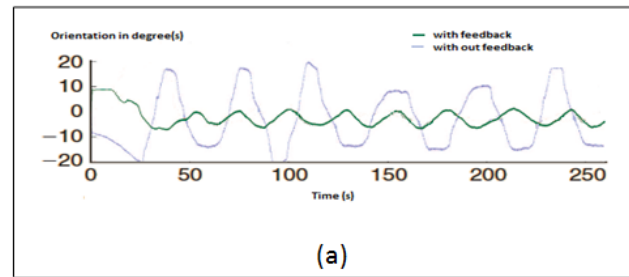 Orientation in degree(s)
with feedback
with out feedback
20
10
0
−10
−20
0 50 100 150 200 250
Time (s)
(a)